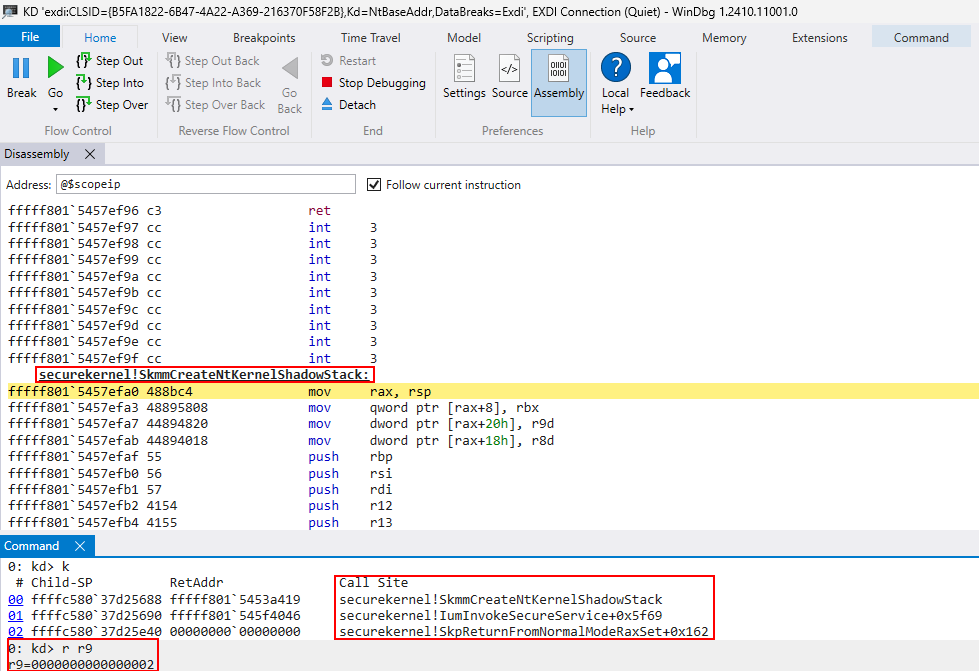 KD 'exdi:CLSID={B5FA1822-6B47-4A22-A369-216370F58F2B},Kd=NtBaseAddr,DataBreaks=Exdi', EXDI Connection (Quiet) - WinDbg 1.2410.11001.0
File Home View Breakpoints Time Travel Model Scripting Source Memory Extensions Command
Break
Go
Step Out
Step Into
Step Over
Flow Control
Step Out Back
Step Into Back
Step Over Back
Go Back
Reverse Flow Control
Restart
Stop Debugging
Detach
End
Settings
Source
Assembly
Preferences
Local Help
Feedback
Help
Disassembly
Address: @$scopeip Follow current instruction
fffff801`5457ef96 c3 ret
fffff801`5457ef97 cc int 3
fffff801`5457ef98 cc int 3
fffff801`5457ef99 cc int 3
fffff801`5457ef9a cc int 3
fffff801`5457ef9b cc int 3
fffff801`5457ef9c cc int 3
fffff801`5457ef9d cc int 3
fffff801`5457ef9e cc int 3
fffff801`5457ef9f cc int 3
securekernel!SkmmCreateNtKernelShadowStack:
fffff801`5457efa0 488bc4 mov rax, rsp
fffff801`5457efa3 48895808 mov qword ptr [rax+8], rbx
fffff801`5457efa7 44894820 mov dword ptr [rax+20h], r9d
fffff801`5457efab 44894018 mov dword ptr [rax+18h], r8d
fffff801`5457efaf 55 push rbp
fffff801`5457efb0 56 push rsi
fffff801`5457efb1 57 push rdi
fffff801`5457efb2 4154 push r12
fffff801`5457efb4 4155 push r13
Command
0: kd> k
# Child-SP RetAddr Call Site
00 ffffc580`37d25688 fffff801`5453a419 securekernel!SkmmCreateNtKernelShadowStack
01 ffffc580`37d25690 fffff801`545f4046 securekernel!IumInvokeSecureService+0x5f69
02 ffffc580`37d25e40 00000000`00000000 securekernel!SkpReturnFromNormalModeRaxSet+0x162
0: kd> r r9
r9=0000000000000002